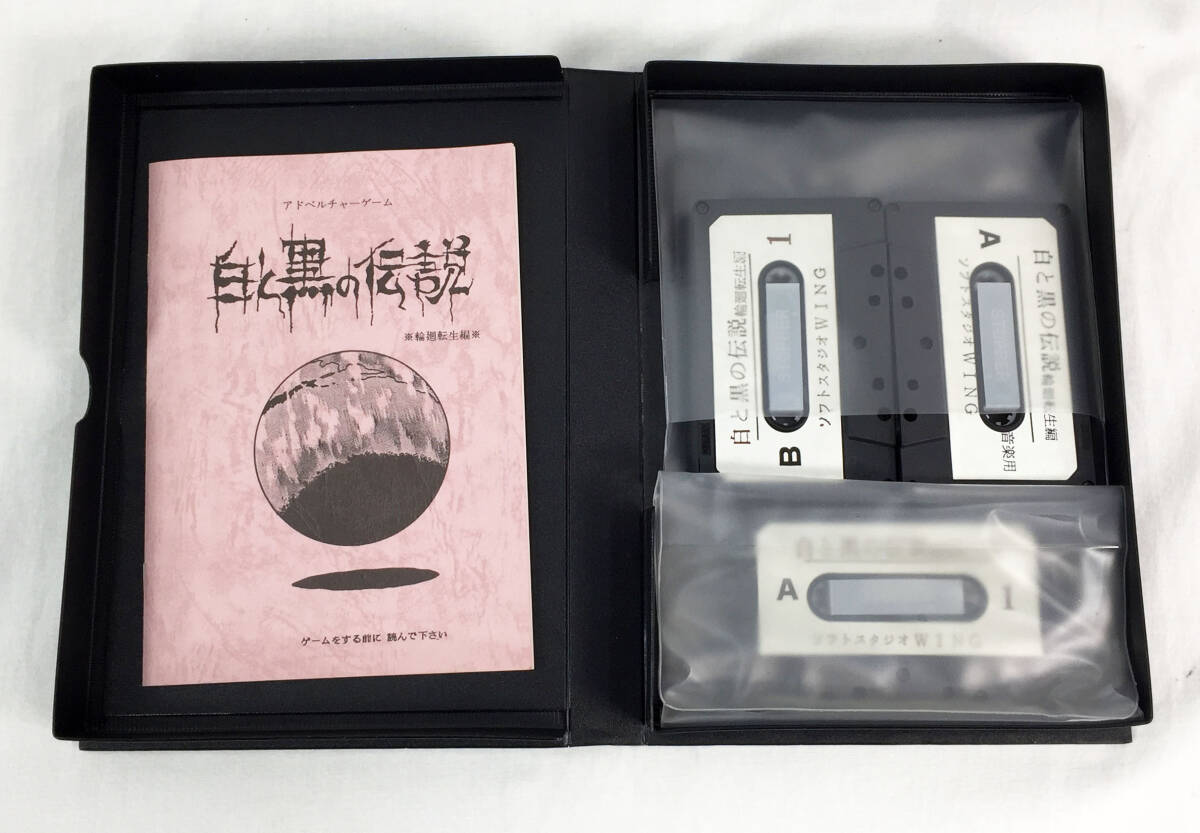 アドベルチャーゲーム
白と黒の伝説
※輪廻転生編※
ゲームをする前に 読んで下さい
白と黒の伝説輪廻転生編
B 1
ソフトスタジオWING
白と黒の伝説輪廻転生編
音楽用
A
ソフトスタジオWING
白と黒の伝説
A 1
ソフトスタジオWING